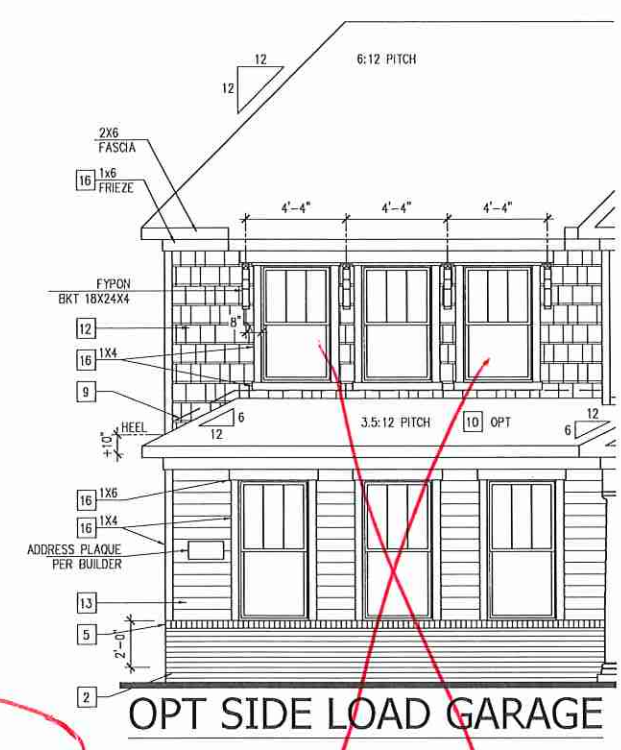 12
12
6:12 PITCH
2X6
FASCIA
16 1x6
FRIEZE
4'-4" 4'-4" 4'-4"
FYPON
BKT 18X24X4
12
8"
16 1X4
9
HEEL
+10"
6
12
3.5:12 PITCH 10 OPT
12
6
16 1X6
16 1X4
ADDRESS PLAQUE
PER BUILDER
13
5
2'-0"
2
OPT SIDE LOAD GARAGE